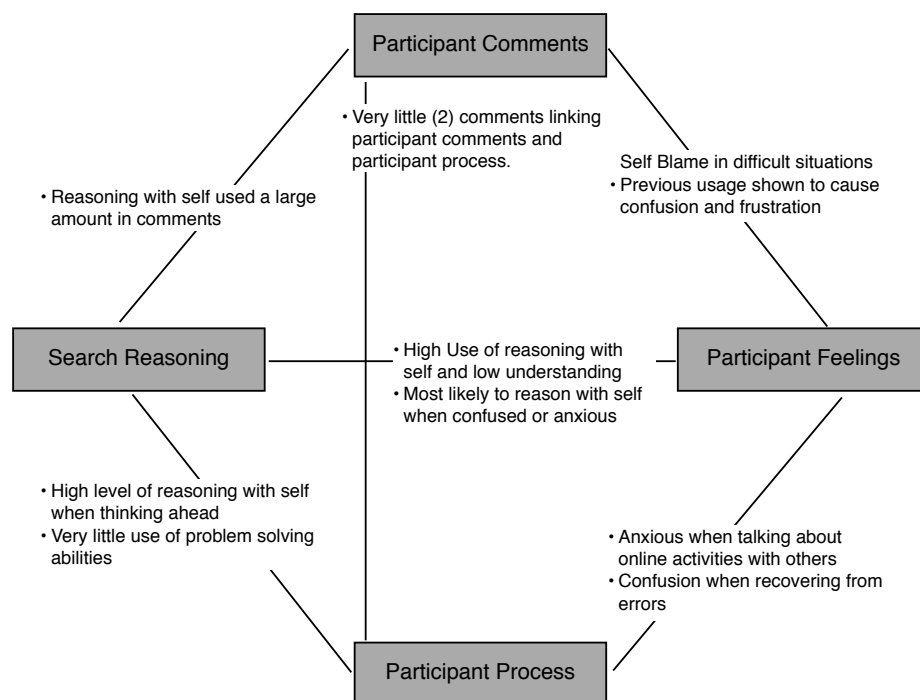 Participant Comments
• Very little (2) comments linking
participant comments and
participant process.
Self Blame in difficult situations
• Previous usage shown to cause
confusion and frustration
• Reasoning with self used a large
amount in comments
Search Reasoning
• High Use of reasoning with
self and low understanding
• Most likely to reason with self
when confused or anxious
Participant Feelings
• High level of reasoning with self
when thinking ahead
• Very little use of problem solving
abilities
• Anxious when talking about
online activities with others
• Confusion when recovering from
errors
Participant Process